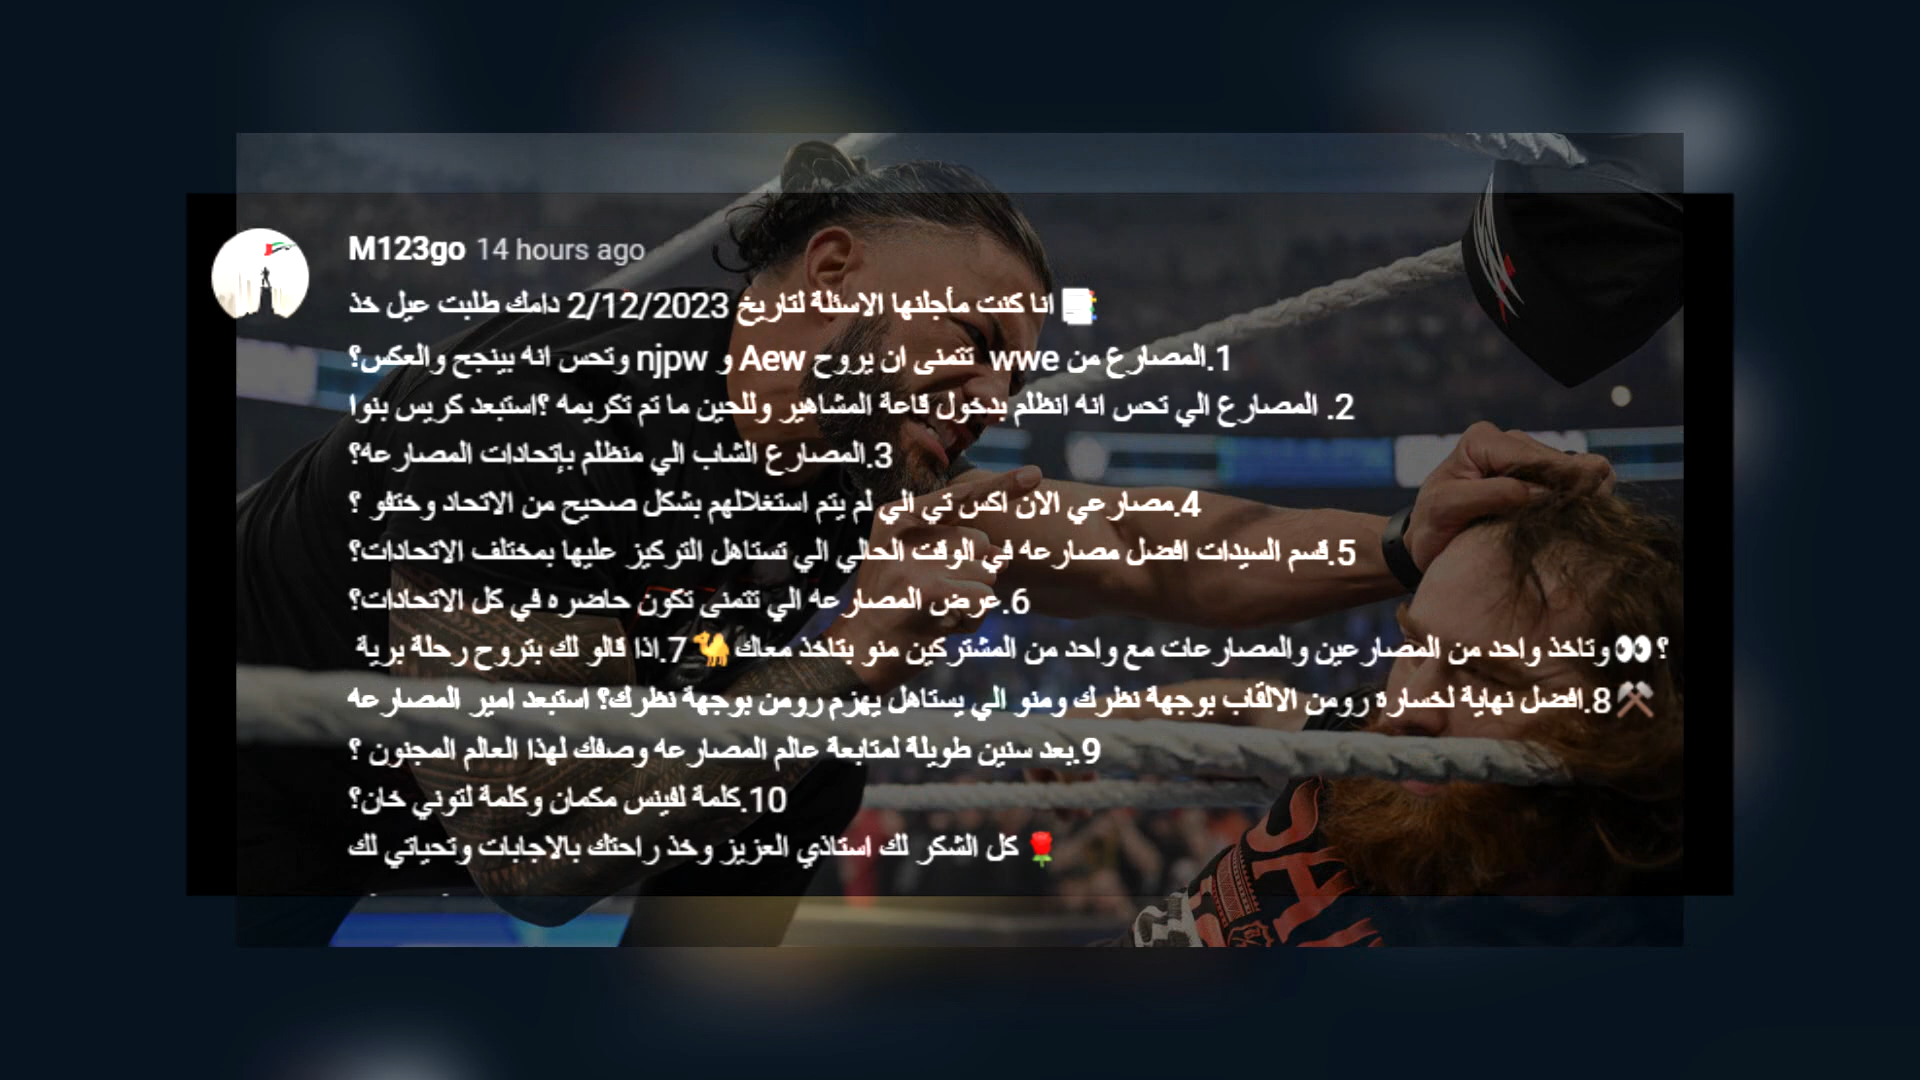 M123go 14 hours ago
📑 انا كنت مأجلنها الاسئلة لتاريخ 2/12/2023 دامك طلبت عيل خذ
1.المصارع من wwe تتمنى ان يروح Aew و njpw وتحس انه بينجح والعكس؟
2. المصارع الي تحس انه انظلم بدخول قاعة المشاهير وللحين ما تم تكريمه ؟استبعد كريس بنوا
3.المصارع الشاب الي منظلم بإتحادات المصارعه؟
4.مصارعي الان اكس تي الي لم يتم استغلالهم بشكل صحيح من الاتحاد وختفو ؟
5.قسم السيدات افضل مصارعه في الوقت الحالي الي تستاهل التركيز عليها بمختلف الاتحادات؟
6.عرض المصارعه الي تتمنى تكون حاضره في كل الاتحادات؟
؟👀وتاخذ واحد من المصارعين والمصارعات مع واحد من المشتركين منو بتاخذ معاك🐪7.اذا قالو لك بتروح رحلة برية
⚒8.افضل نهاية لخسارة رومن الالقاب بوجهة نظرك ومنو الي يستاهل يهزم رومن بوجهة نظرك؟ استبعد امير المصارعه
9.بعد سنين طويلة لمتابعة عالم المصارعه وصفك لهذا العالم المجنون ؟
10.كلمة لفينس مكمان وكلمة لتوني خان؟
🌹 كل الشكر لك استاذي العزيز وخذ راحتك بالاجابات وتحياتي لك